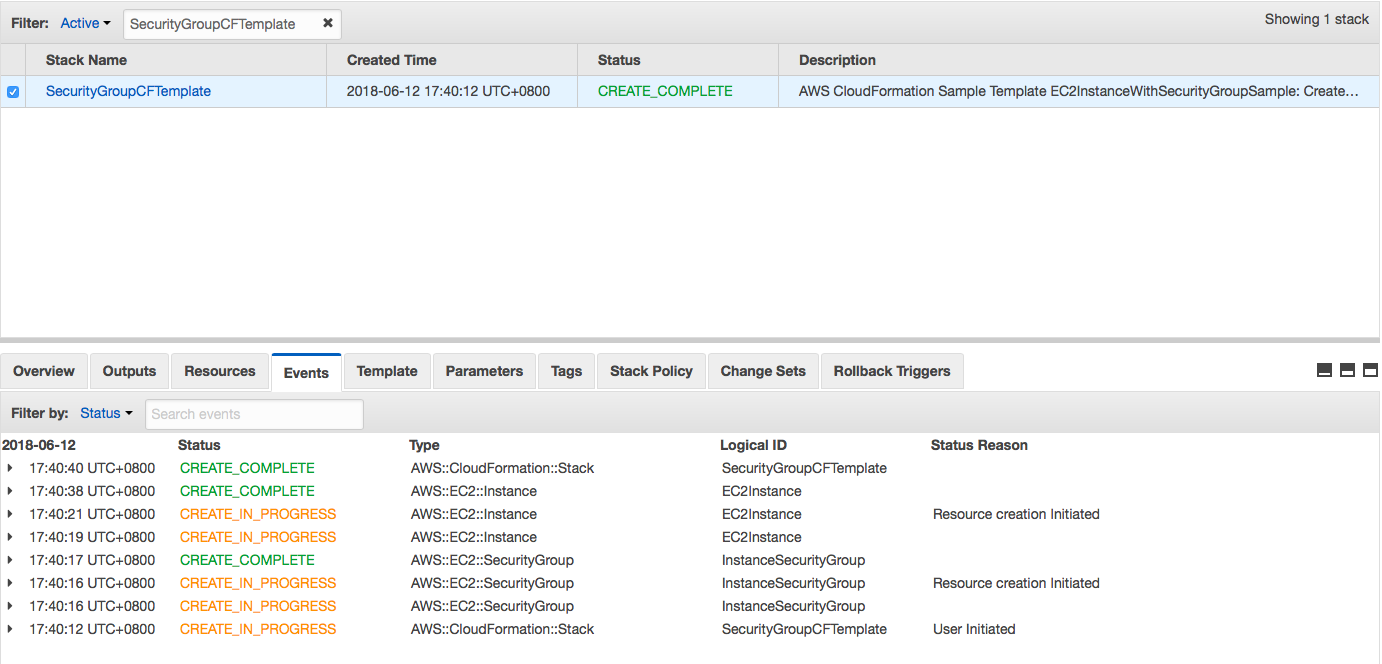 Filter: Active SecurityGroupCFTemplate Showing 1 stack
Stack Name Created Time Status Description
SecurityGroupCFTemplate 2018-06-12 17:40:12 UTC+0800 CREATE_COMPLETE AWS CloudFormation Sample Template EC2InstanceWithSecurityGroupSample: Create…
Overview Outputs Resources Events Template Parameters Tags Stack Policy Change Sets Rollback Triggers
Filter by: Status Search events
2018-06-12 Status Type Logical ID Status Reason
17:40:40 UTC+0800 CREATE_COMPLETE AWS::CloudFormation::Stack SecurityGroupCFTemplate
17:40:38 UTC+0800 CREATE_COMPLETE AWS::EC2::Instance EC2Instance
17:40:21 UTC+0800 CREATE_IN_PROGRESS AWS::EC2::Instance EC2Instance Resource creation Initiated
17:40:19 UTC+0800 CREATE_IN_PROGRESS AWS::EC2::Instance EC2Instance
17:40:17 UTC+0800 CREATE_COMPLETE AWS::EC2::SecurityGroup InstanceSecurityGroup
17:40:16 UTC+0800 CREATE_IN_PROGRESS AWS::EC2::SecurityGroup InstanceSecurityGroup Resource creation Initiated
17:40:16 UTC+0800 CREATE_IN_PROGRESS AWS::EC2::SecurityGroup InstanceSecurityGroup
17:40:12 UTC+0800 CREATE_IN_PROGRESS AWS::CloudFormation::Stack SecurityGroupCFTemplate User Initiated